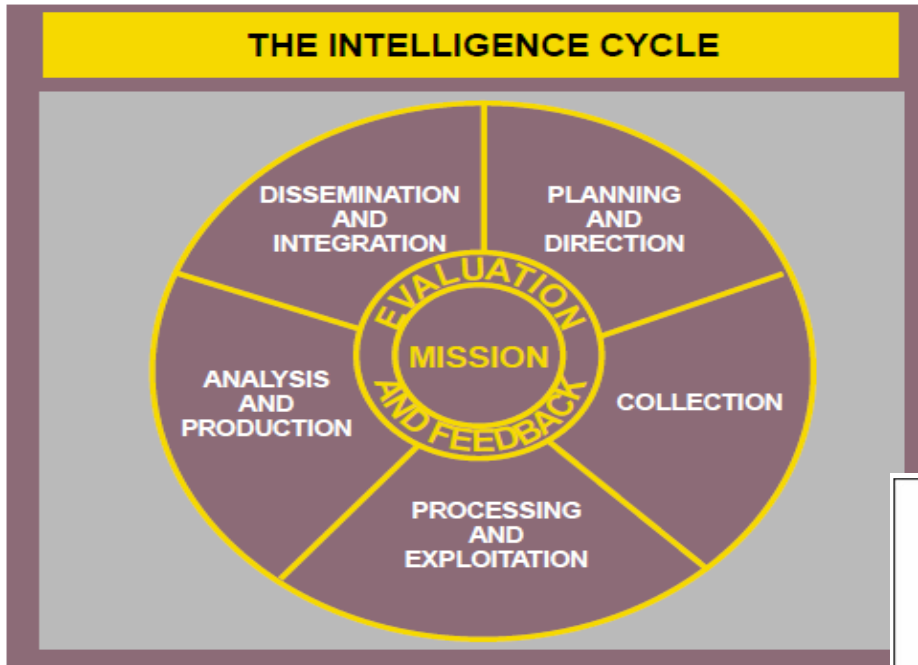 THE INTELLIGENCE CYCLE
DISSEMINATION
AND
INTEGRATION
PLANNING
AND
DIRECTION
EVALUATION
MISSION
AND FEEDBACK
ANALYSIS
AND
PRODUCTION
COLLECTION
PROCESSING
AND
EXPLOITATION